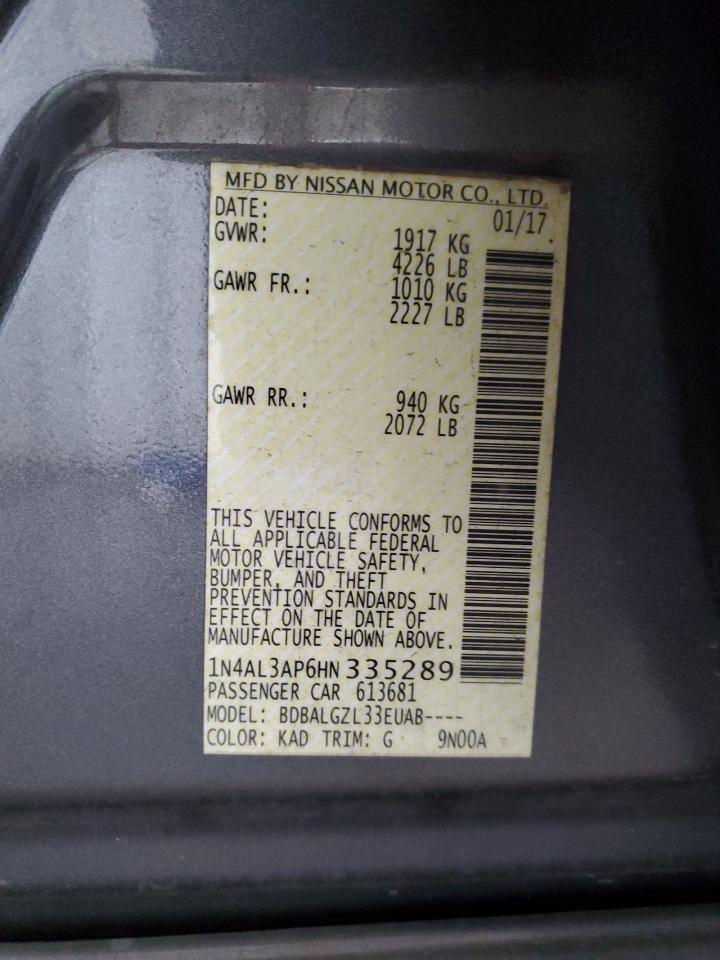 MFD BY NISSAN MOTOR CO., LTD.
DATE: 01/17
GVWR: 1917 KG
4226 LB
GAWR FR.: 1010 KG
2227 LB
GAWR RR.: 940 KG
2072 LB
THIS VEHICLE CONFORMS TO
ALL APPLICABLE FEDERAL
MOTOR VEHICLE SAFETY,
BUMPER, AND THEFT
PREVENTION STANDARDS IN
EFFECT ON THE DATE OF
MANUFACTURE SHOWN ABOVE.
1N4AL3AP6HN335289
PASSENGER CAR 613681
MODEL: BDBALGZL33EUAB----
COLOR: KAD TRIM: G 9N00A